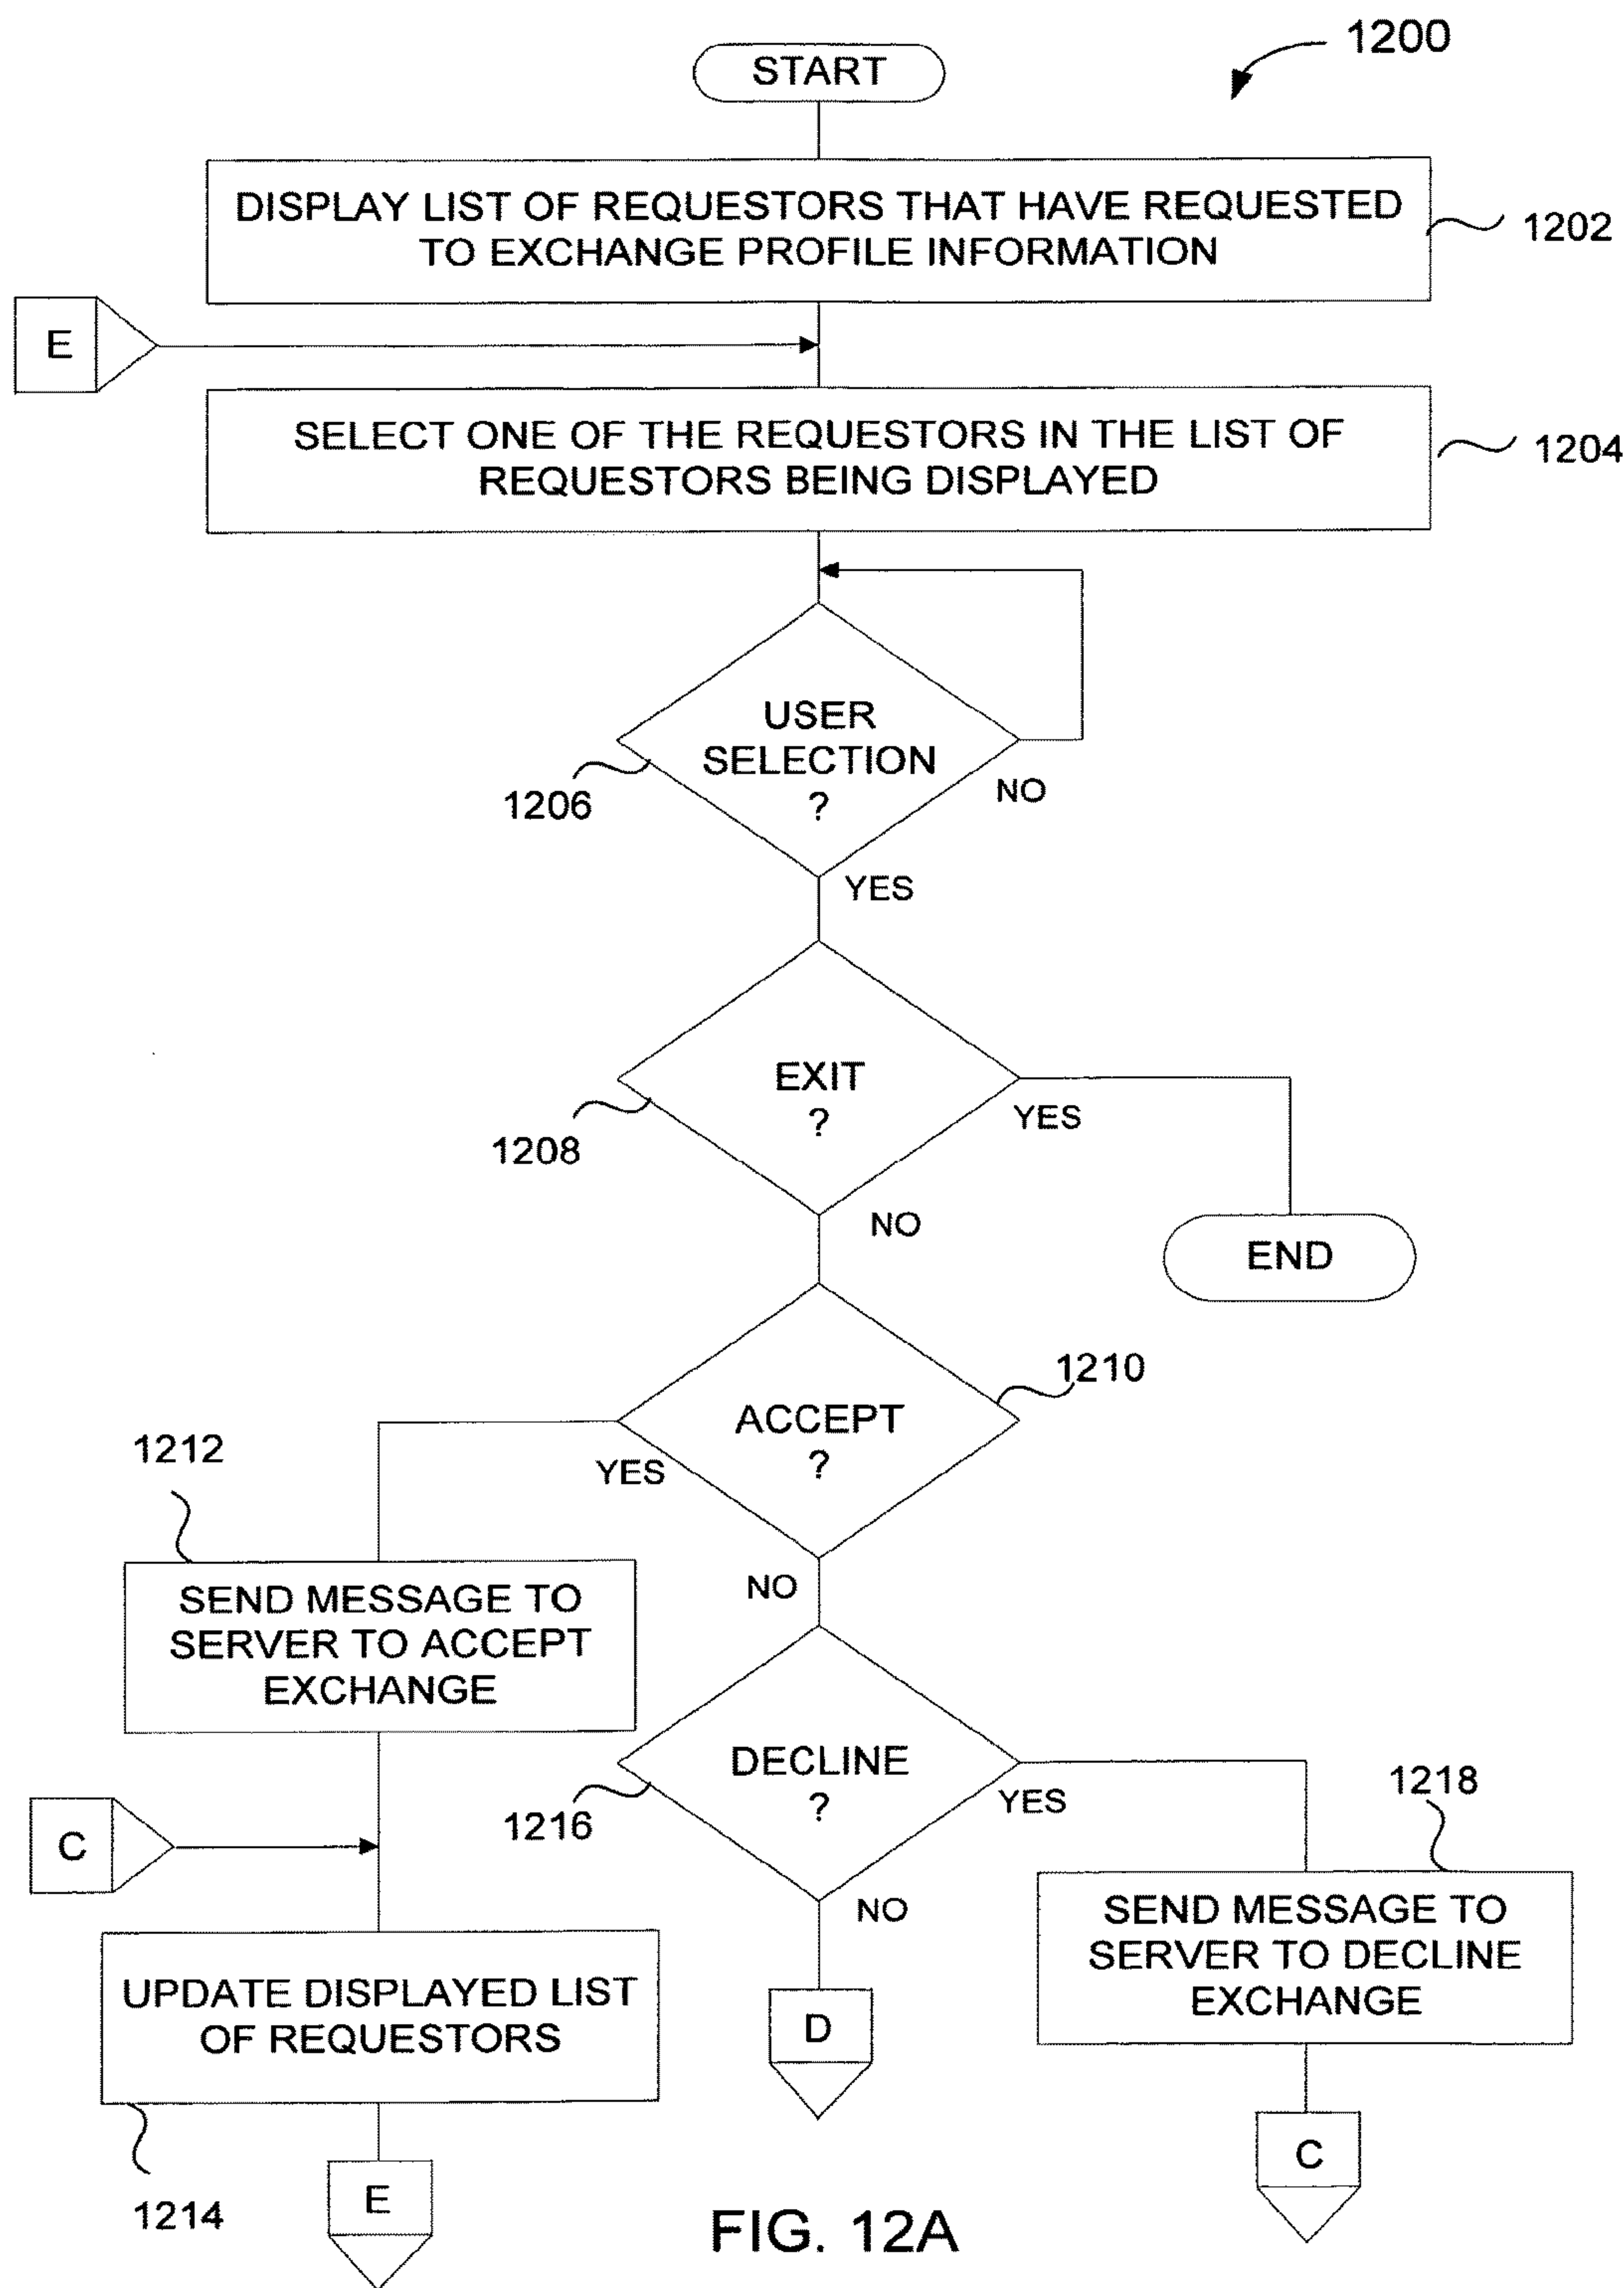 1200
START
DISPLAY LIST OF REQUESTORS THAT HAVE REQUESTED
TO EXCHANGE PROFILE INFORMATION
1202
E
SELECT ONE OF THE REQUESTORS IN THE LIST OF
REQUESTORS BEING DISPLAYED
1204
USER
SELECTION
?
1206
NO
YES
EXIT
?
1208
YES
NO
END
1210
ACCEPT
?
YES
1212
NO
SEND MESSAGE TO
SERVER TO ACCEPT
EXCHANGE
DECLINE
?
1216
YES
1218
C
NO
SEND MESSAGE TO
SERVER TO DECLINE
EXCHANGE
UPDATE DISPLAYED LIST
OF REQUESTORS
D
C
1214
E
FIG. 12A